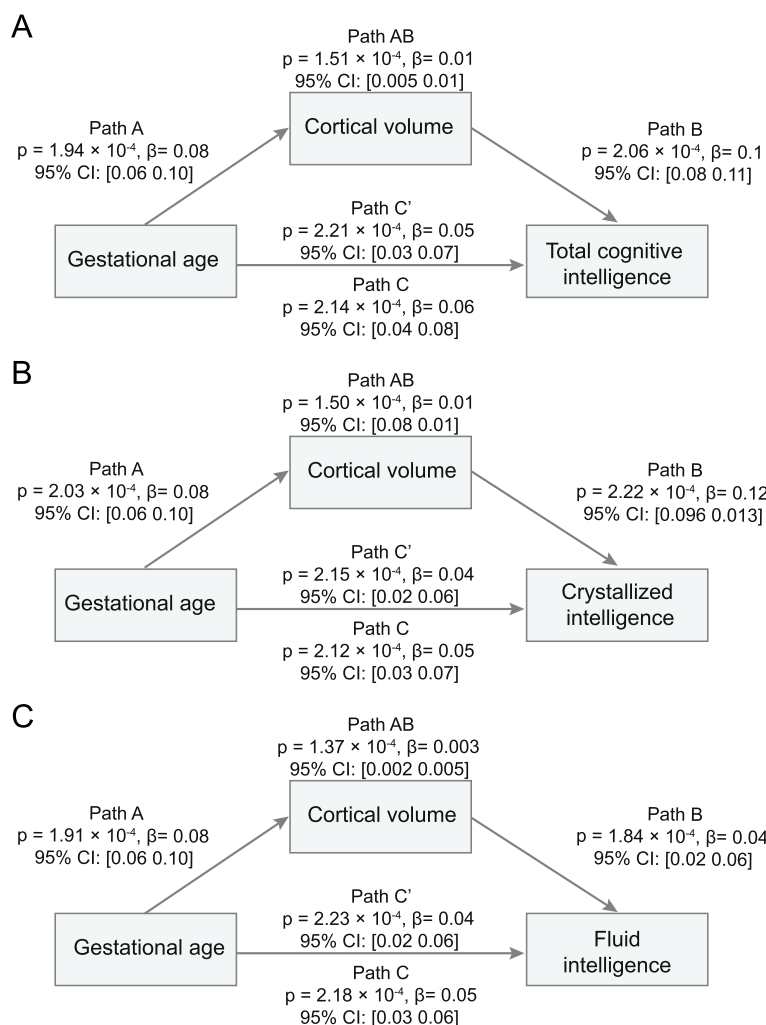 A
Path AB
p = 1.51 × 10⁻⁴, β= 0.01
95% CI: [0.005 0.01]
Cortical volume
Path A
p = 1.94 × 10⁻⁴, β= 0.08
95% CI: [0.06 0.10]
Path B
p = 2.06 × 10⁻⁴, β= 0.1
95% CI: [0.08 0.11]
Path C’
p = 2.21 × 10⁻⁴, β= 0.05
95% CI: [0.03 0.07]
Gestational age
Total cognitive
intelligence
Path C
p = 2.14 × 10⁻⁴, β= 0.06
95% CI: [0.04 0.08]
B
Path AB
p = 1.50 × 10⁻⁴, β= 0.01
95% CI: [0.08 0.01]
Cortical volume
Path A
p = 2.03 × 10⁻⁴, β= 0.08
95% CI: [0.06 0.10]
Path B
p = 2.22 × 10⁻⁴, β= 0.12
95% CI: [0.096 0.013]
Path C’
p = 2.15 × 10⁻⁴, β= 0.04
95% CI: [0.02 0.06]
Gestational age
Crystallized
intelligence
Path C
p = 2.12 × 10⁻⁴, β= 0.05
95% CI: [0.03 0.07]
C
Path AB
p = 1.37 × 10⁻⁴, β= 0.003
95% CI: [0.002 0.005]
Cortical volume
Path A
p = 1.91 × 10⁻⁴, β= 0.08
95% CI: [0.06 0.10]
Path B
p = 1.84 × 10⁻⁴, β= 0.04
95% CI: [0.02 0.06]
Path C’
p = 2.23 × 10⁻⁴, β= 0.04
95% CI: [0.02 0.06]
Gestational age
Fluid
intelligence
Path C
p = 2.18 × 10⁻⁴, β= 0.05
95% CI: [0.03 0.06]